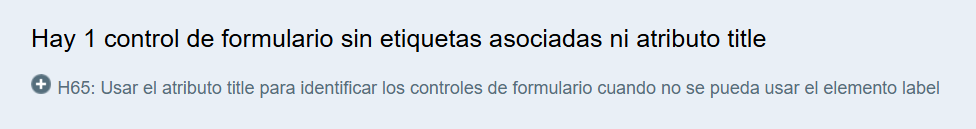 Hay 1 control de formulario sin etiquetas asociadas ni atributo title
H65: Usar el atributo title para identificar los controles de formulario cuando no se pueda usar el elemento label